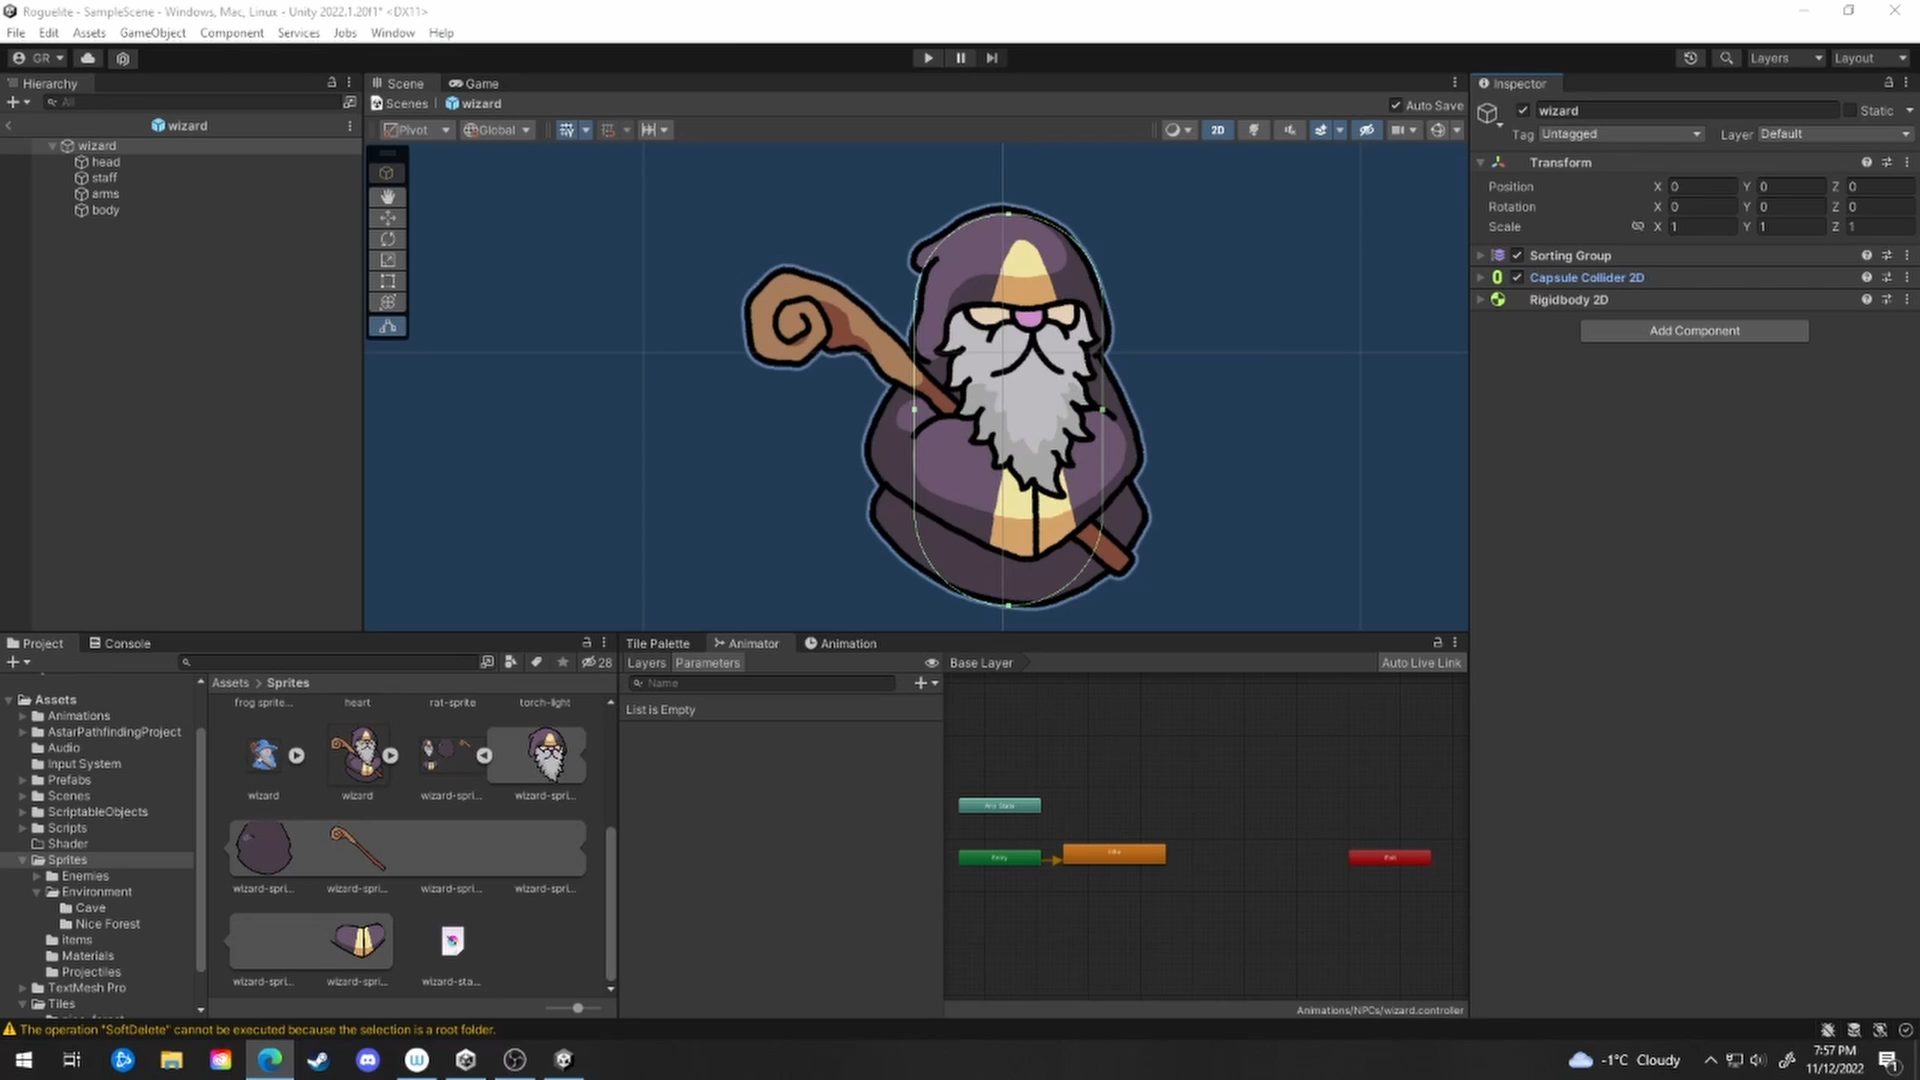 Roguelite - SampleScene - Windows, Mac, Linux - Unity 2022.1.20f1* <DX11>
File Edit Assets GameObject Component Services Jobs Window Help
GR Layers Layout
Hierarchy Scene Game Inspector
All Scenes wizard Auto Save wizard Static
wizard Pivot Global 2D Tag Untagged Layer Default
wizard
head
staff
arms
body
Transform
Position X 0 Y 0 Z 0
Rotation X 0 Y 0 Z 0
Scale X 1 Y 1 Z 1
Sorting Group
Capsule Collider 2D
Rigidbody 2D
Add Component
Project Console Tile Palette Animator Animation
28 Layers Parameters Base Layer Auto Live Link
Assets > Sprites Name
frog sprite... heart rat-sprite torch-light List is Empty
Assets
Animations
AstarPathfindingProject
Audio
Input System
Prefabs
Scenes
ScriptableObjects
Scripts
Shader
Sprites
Enemies
Environment
Cave
Nice Forest
items
Materials
Projectiles
TextMesh Pro
Tiles
wizard wizard wizard-spri... wizard-spri...
wizard-spri... wizard-spri... wizard-spri... wizard-spri...
wizard-spri... wizard-spri... wizard-sta...
Any State
Entry
Exit
Animations/NPCs/wizard.controller
The operation "SoftDelete" cannot be executed because the selection is a root folder.
-1°C Cloudy 7:57 PM
11/12/2022
1